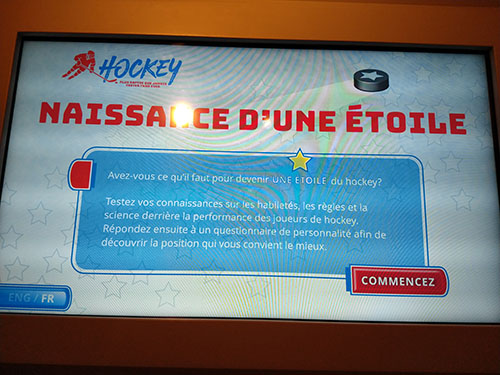 HOCKEY
NAISSANCE D'UNE ÉTOILE
Avez-vous ce qu'il faut pour devenir UNE ÉTOILE du hockey?
Testez vos connaissances sur les habiletés, les règles et la
science derrière la performance des joueurs de hockey.
Répondez ensuite à un questionnaire de personnalité afin de
découvrir la position qui vous convient le mieux.
COMMENCEZ
ENG / FR